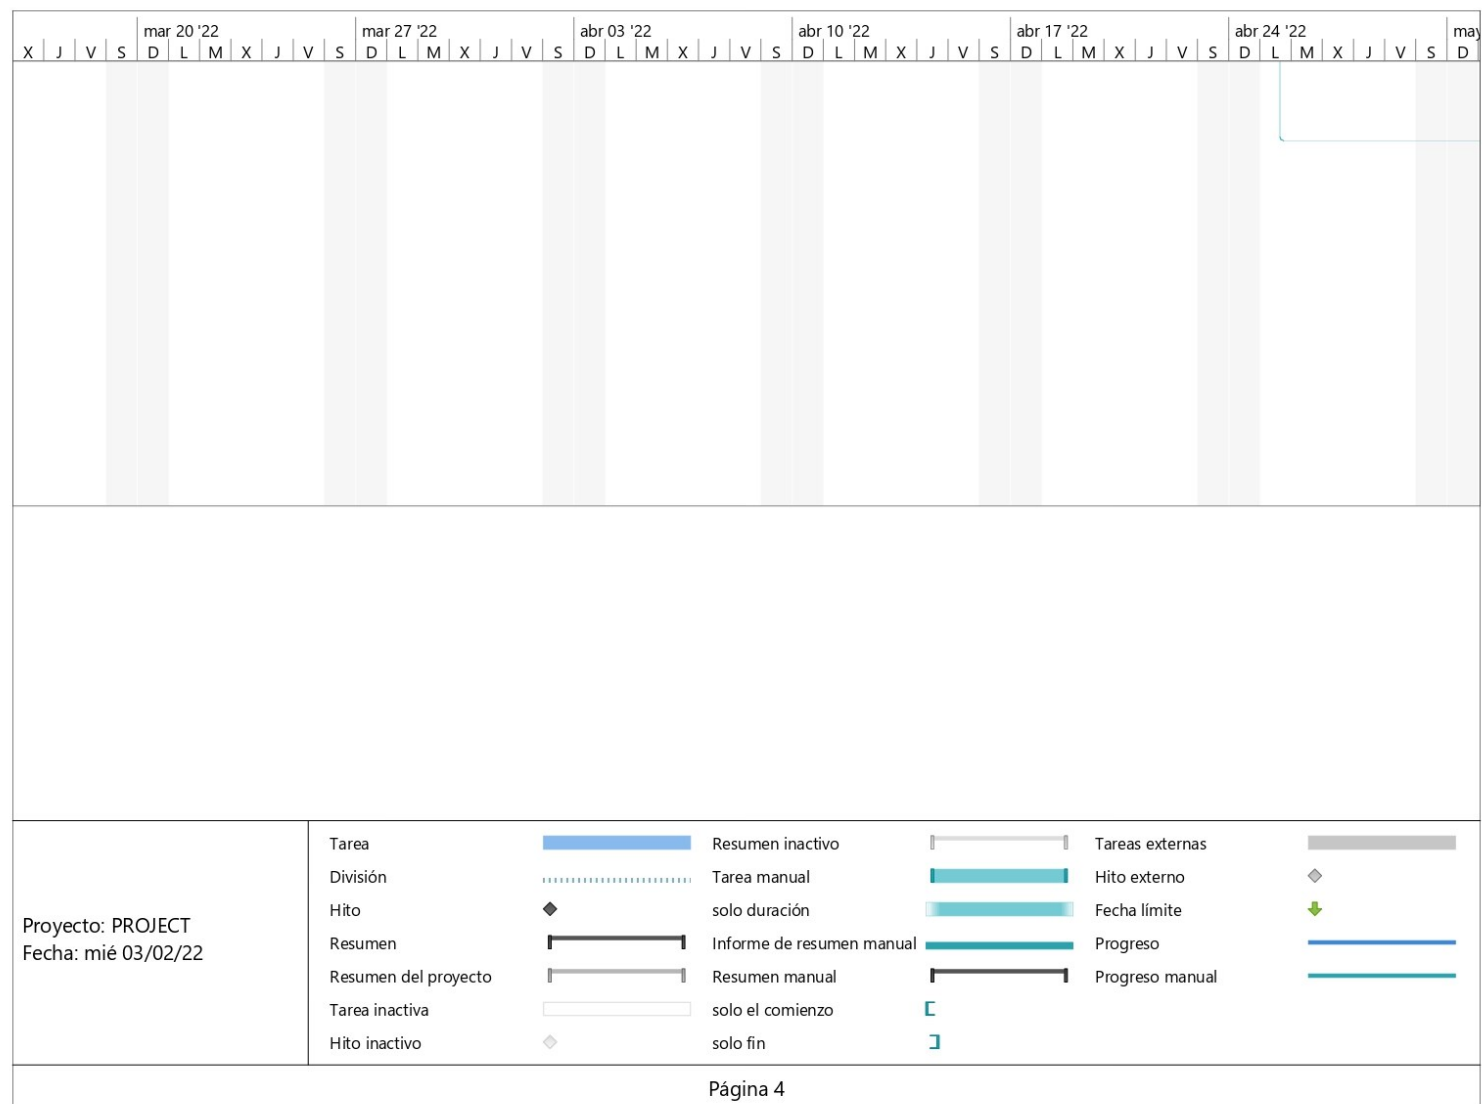 mar 20 '22 mar 27 '22 abr 03 '22 abr 10 '22 abr 17 '22 abr 24 '22 may
X J V S D L M X J V S D L M X J V S D L M X J V S D L M X J V S D L M X J V S D L M X J V S D
Proyecto: PROJECT
Fecha: mié 03/02/22
Tarea
División
Hito
Resumen
Resumen del proyecto
Tarea inactiva
Hito inactivo
Resumen inactivo
Tarea manual
solo duración
Informe de resumen manual
Resumen manual
solo el comienzo
solo fin
Tareas externas
Hito externo
Fecha límite
Progreso
Progreso manual
Página 4